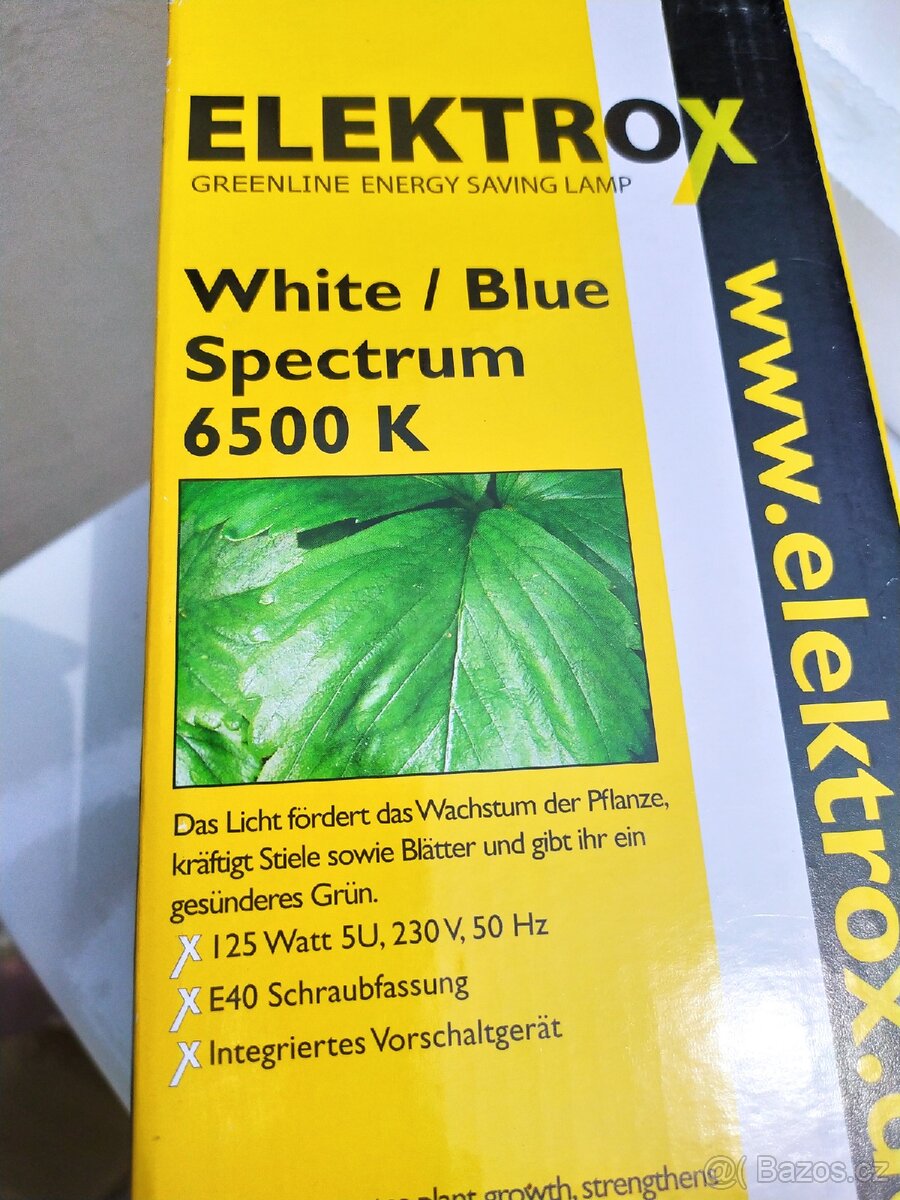 ELEKTROX
GREENLINE ENERGY SAVING LAMP
White / Blue
Spectrum
6500 K
Das Licht fördert das Wachstum der Pflanze,
kräftigt Stiele sowie Blätter und gibt ihr ein
gesünderes Grün.
X 125 Watt 5U, 230 V, 50 Hz
X E40 Schraubfassung
X Integriertes Vorschaltgerät
plant growth, strengthens
www.elektrox.d
@( Bazos.cz